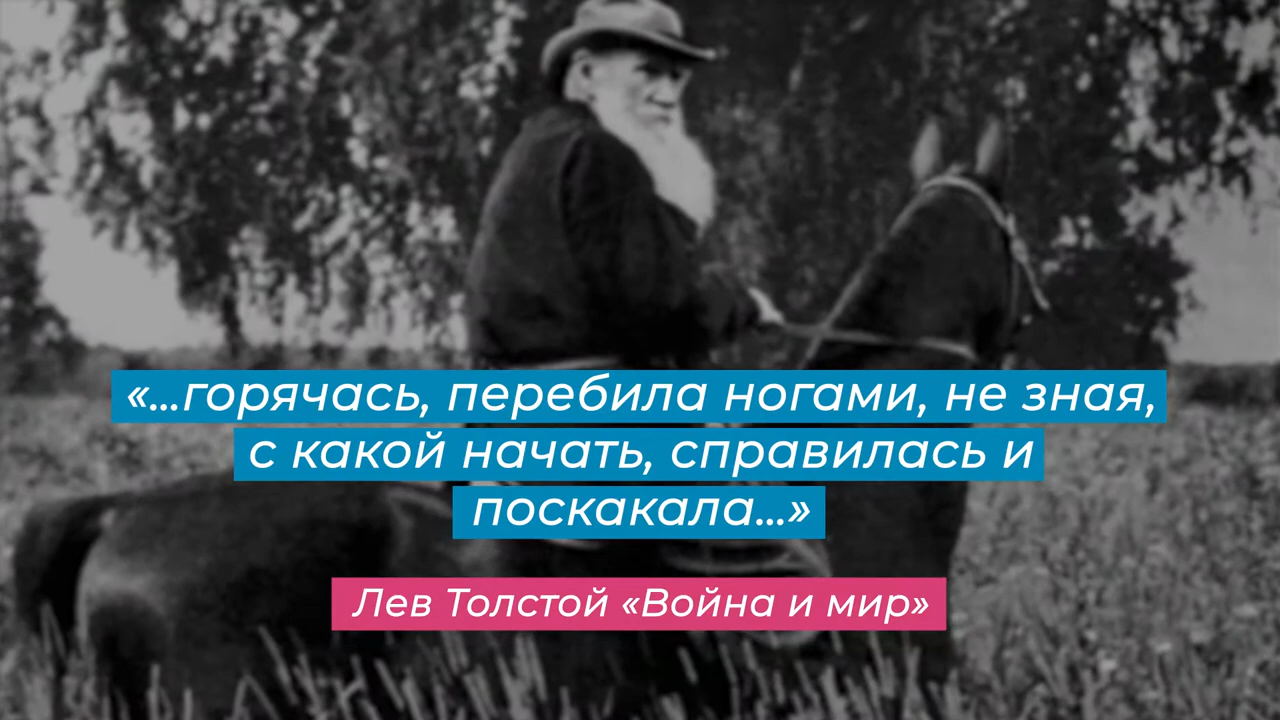 «...горячась, перебила ногами, не зная,
с какой начать, справилась и
поскакала...»
Лев Толстой «Война и мир»